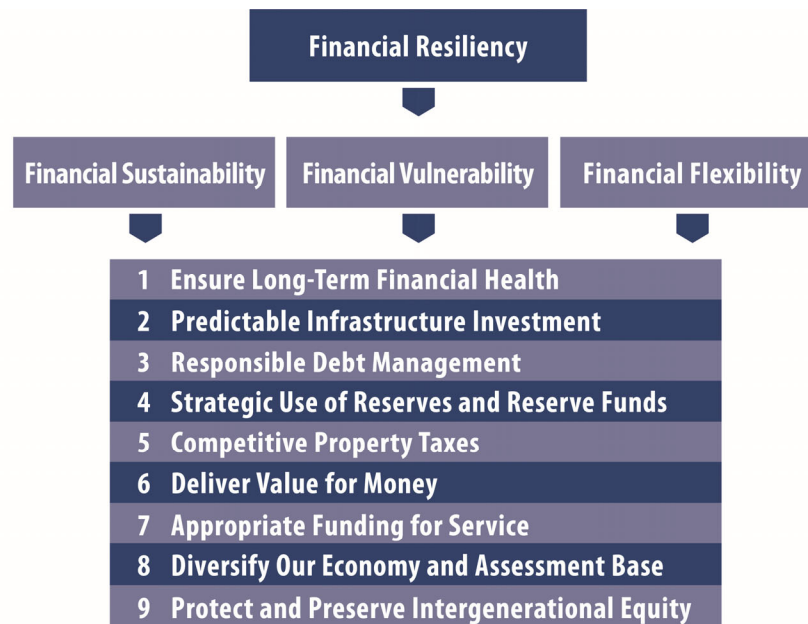 Financial Resiliency
Financial Sustainability
Financial Vulnerability
Financial Flexibility
1 Ensure Long-Term Financial Health
2 Predictable Infrastructure Investment
3 Responsible Debt Management
4 Strategic Use of Reserves and Reserve Funds
5 Competitive Property Taxes
6 Deliver Value for Money
7 Appropriate Funding for Service
8 Diversify Our Economy and Assessment Base
9 Protect and Preserve Intergenerational Equity